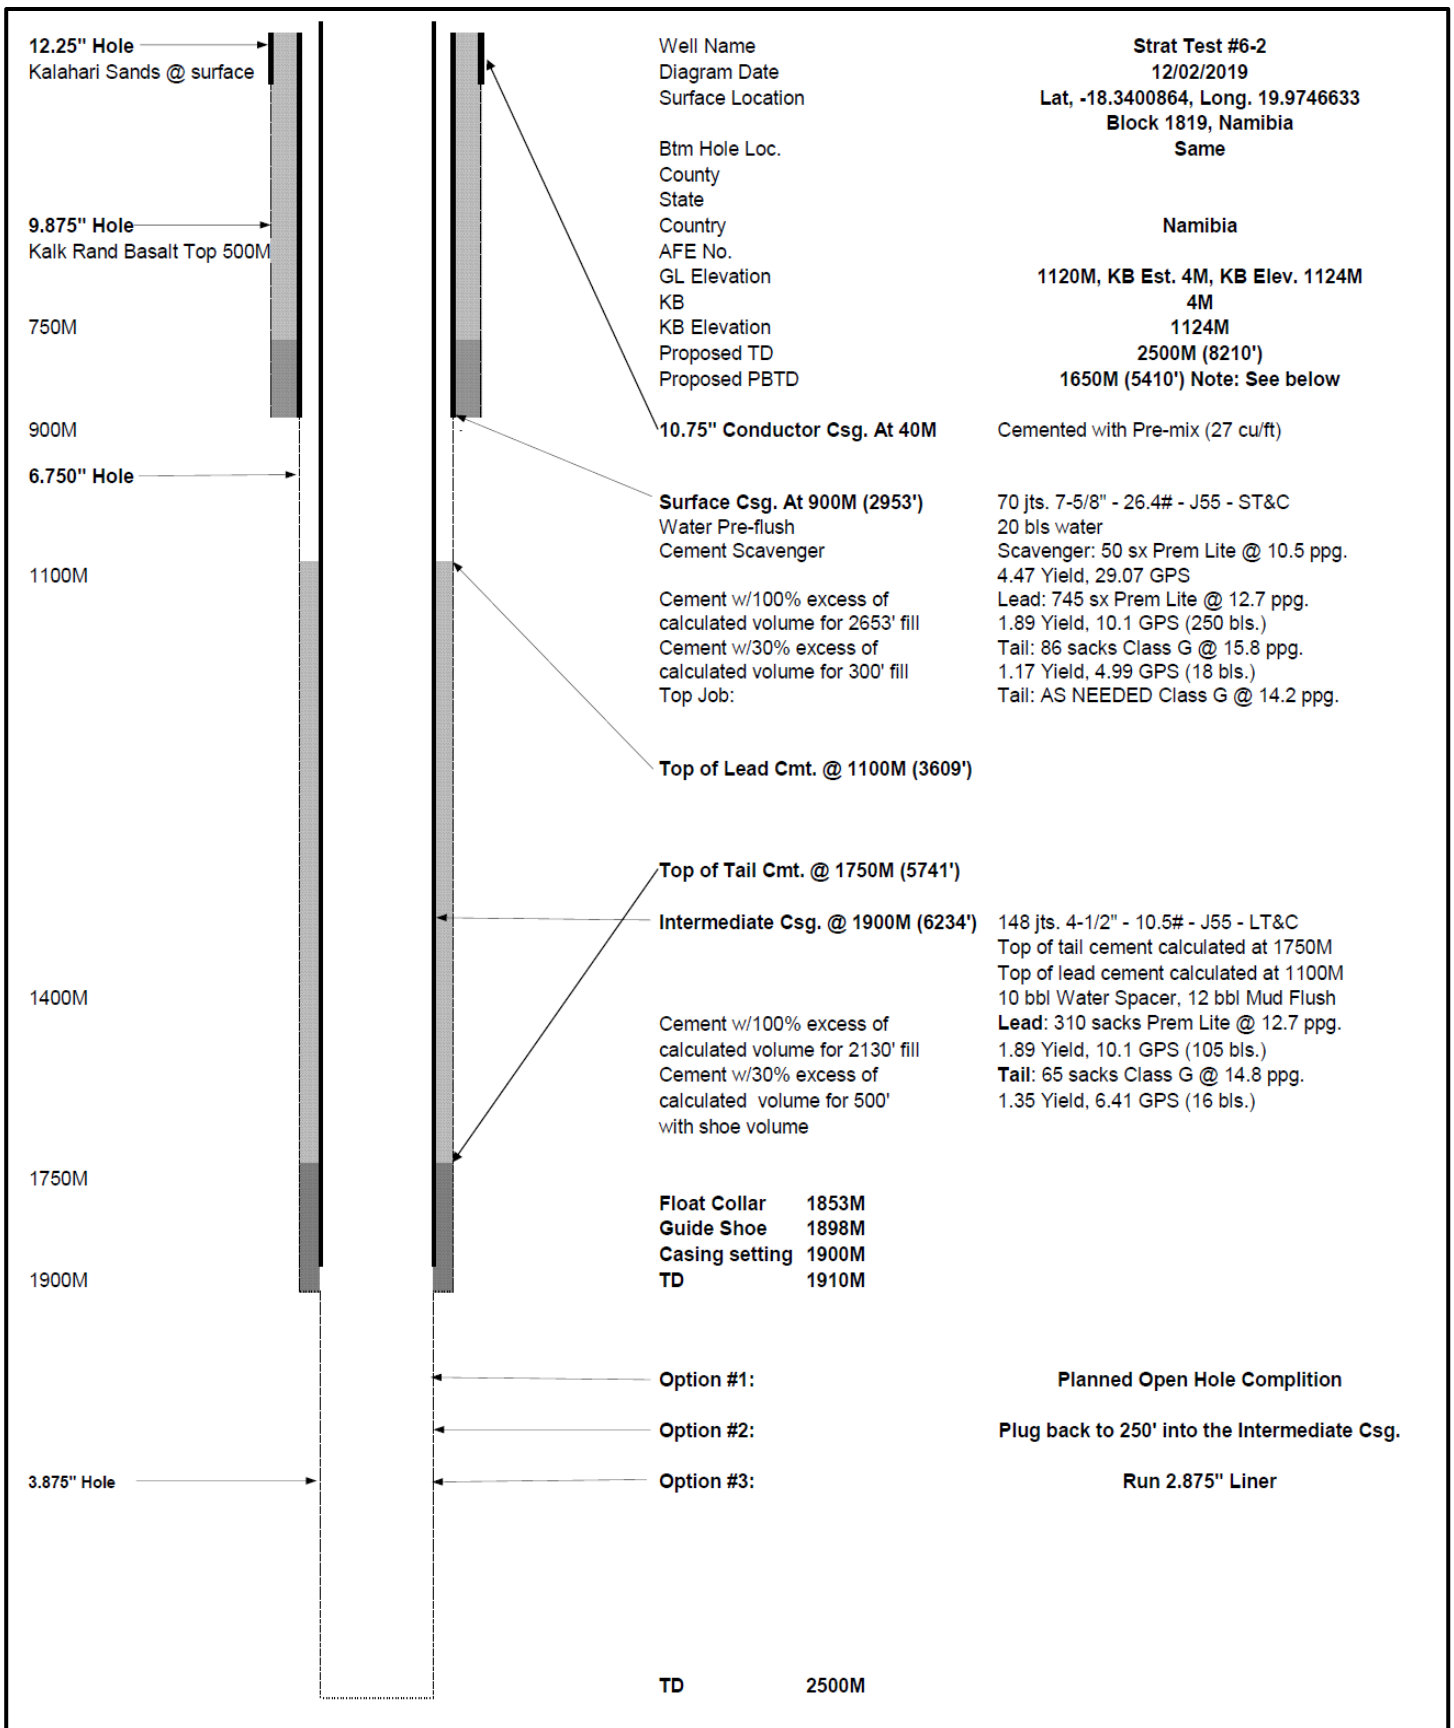 12.25" Hole
Kalahari Sands @ surface
9.875" Hole
Kalk Rand Basalt Top 500M
750M
900M
6.750" Hole
1100M
1400M
1750M
1900M
3.875" Hole
Well Name Strat Test #6-2
Diagram Date 12/02/2019
Surface Location Lat, -18.3400864, Long. 19.9746633
Block 1819, Namibia
Btm Hole Loc. Same
County
State
Country Namibia
AFE No.
GL Elevation 1120M, KB Est. 4M, KB Elev. 1124M
KB 4M
KB Elevation 1124M
Proposed TD 2500M (8210')
Proposed PBTD 1650M (5410') Note: See below
10.75" Conductor Csg. At 40M Cemented with Pre-mix (27 cu/ft)
Surface Csg. At 900M (2953') 70 jts. 7-5/8" - 26.4# - J55 - ST&C
Water Pre-flush 20 bls water
Cement Scavenger Scavenger: 50 sx Prem Lite @ 10.5 ppg.
4.47 Yield, 29.07 GPS
Cement w/100% excess of Lead: 745 sx Prem Lite @ 12.7 ppg.
calculated volume for 2653' fill 1.89 Yield, 10.1 GPS (250 bls.)
Cement w/30% excess of Tail: 86 sacks Class G @ 15.8 ppg.
calculated volume for 300' fill 1.17 Yield, 4.99 GPS (18 bls.)
Top Job: Tail: AS NEEDED Class G @ 14.2 ppg.
Top of Lead Cmt. @ 1100M (3609')
Top of Tail Cmt. @ 1750M (5741')
Intermediate Csg. @ 1900M (6234') 148 jts. 4-1/2" - 10.5# - J55 - LT&C
Top of tail cement calculated at 1750M
Top of lead cement calculated at 1100M
10 bbl Water Spacer, 12 bbl Mud Flush
Cement w/100% excess of Lead: 310 sacks Prem Lite @ 12.7 ppg.
calculated volume for 2130' fill 1.89 Yield, 10.1 GPS (105 bls.)
Cement w/30% excess of Tail: 65 sacks Class G @ 14.8 ppg.
calculated volume for 500' 1.35 Yield, 6.41 GPS (16 bls.)
with shoe volume
Float Collar 1853M
Guide Shoe 1898M
Casing setting 1900M
TD 1910M
Option #1: Planned Open Hole Complition
Option #2: Plug back to 250' into the Intermediate Csg.
Option #3: Run 2.875" Liner
TD 2500M